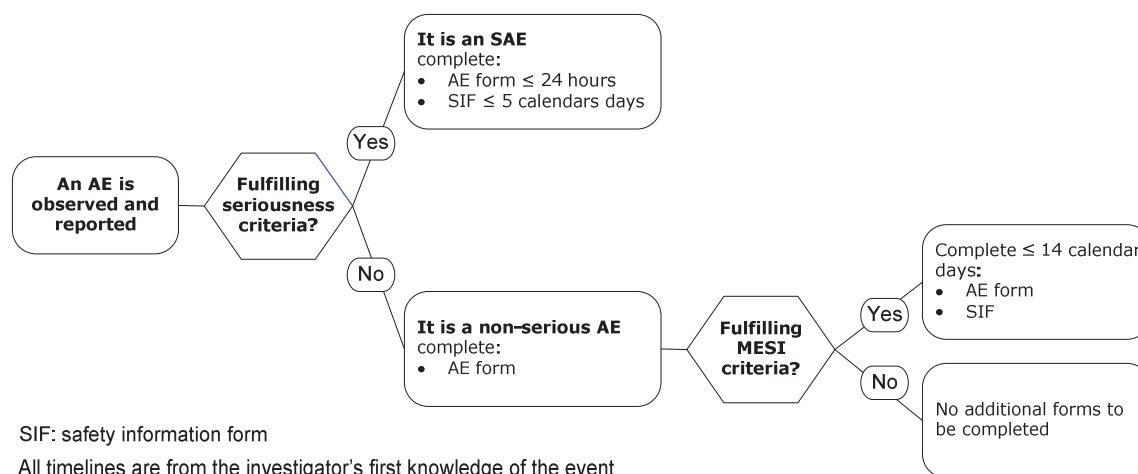 It is an SAE
complete:
• AE form ≤ 24 hours
• SIF ≤ 5 calendars days
Yes
An AE is
observed and
reported
Fulfilling
seriousness
criteria?
No
It is a non-serious AE
complete:
• AE form
Fulfilling
MESI
criteria?
Yes
Complete ≤ 14 calendar
days:
• AE form
• SIF
No
No additional forms to
be completed
SIF: safety information form
All timelines are from the investigator's first knowledge of the event